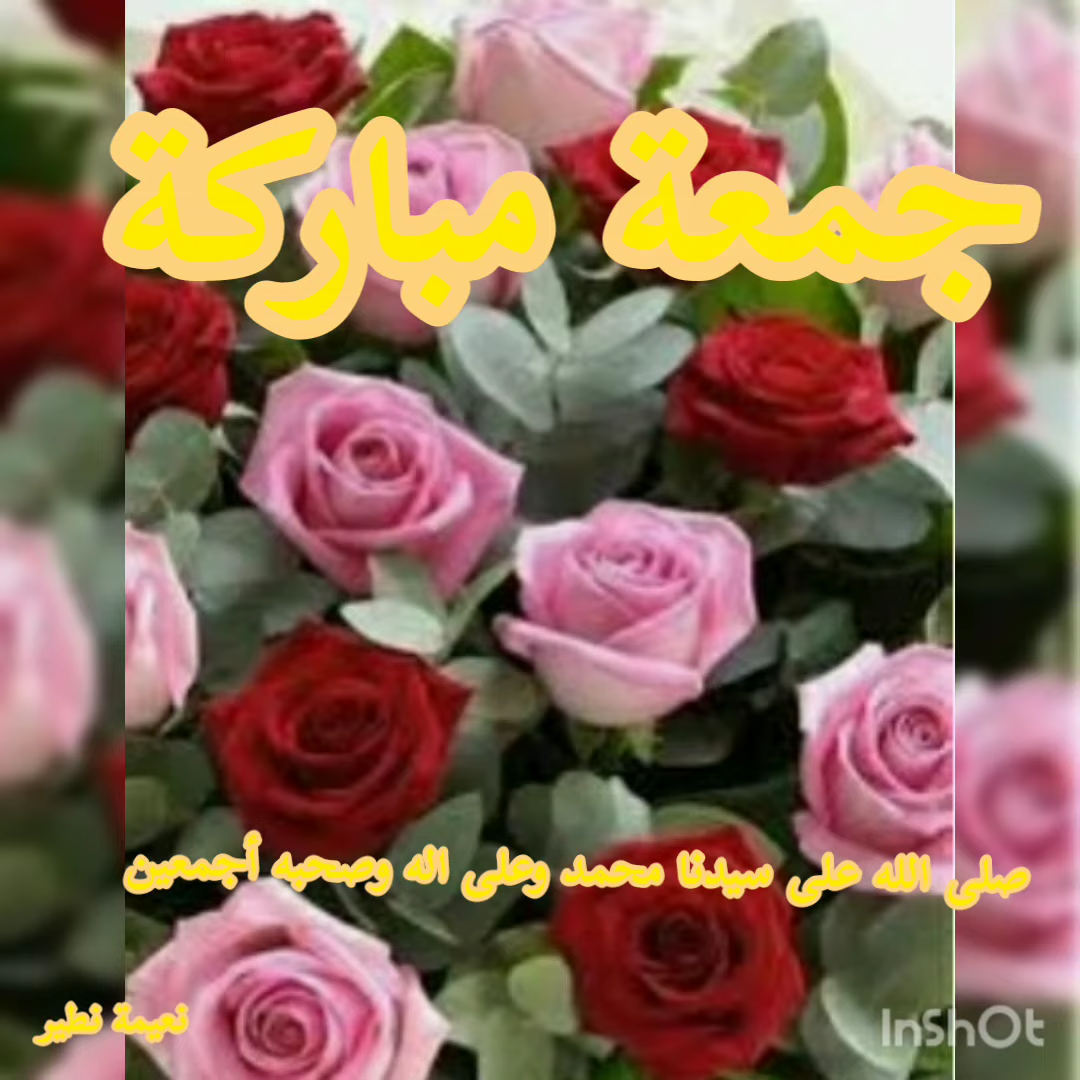 جمعة مباركة
صلى الله على سيدنا محمد وعلى اله وصحبه أجمعين
نعيمة نطير
InShOt